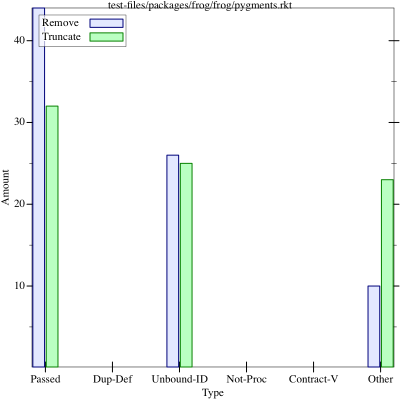 test-files/packages/frog/frog/pygments.rkt
Remove
Truncate
40
30
20
10
Amount
Passed Dup-Def Unbound-ID Not-Proc Contract-V Other
Type